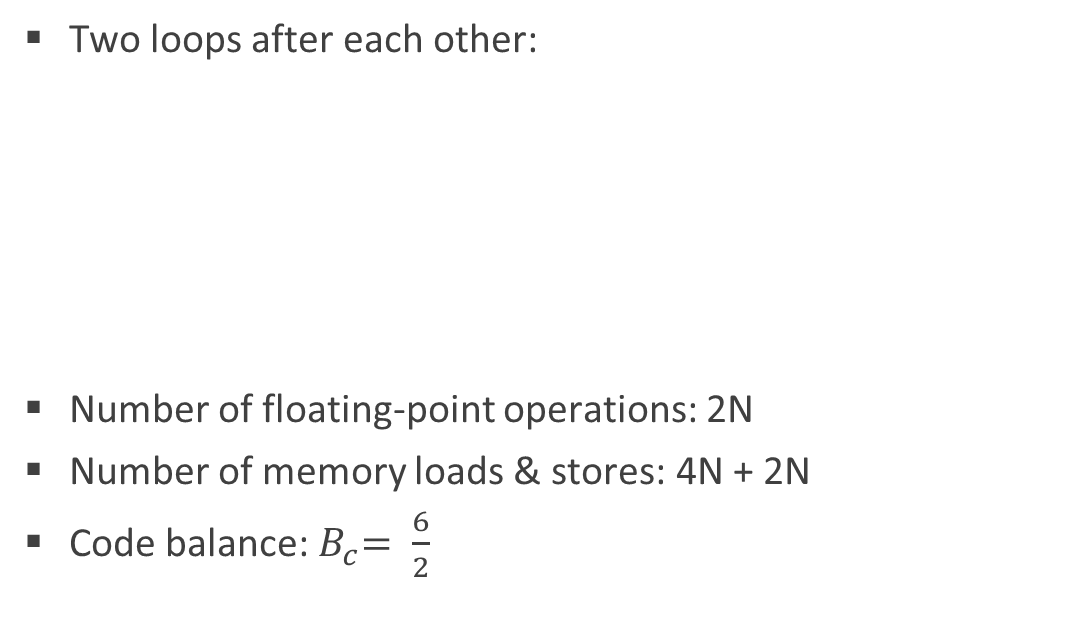 ▪ Two loops after each other:
▪ Number of floating-point operations: 2N
▪ Number of memory loads & stores: 4N + 2N
▪ Code balance: $B_c = \frac{6}{2}$